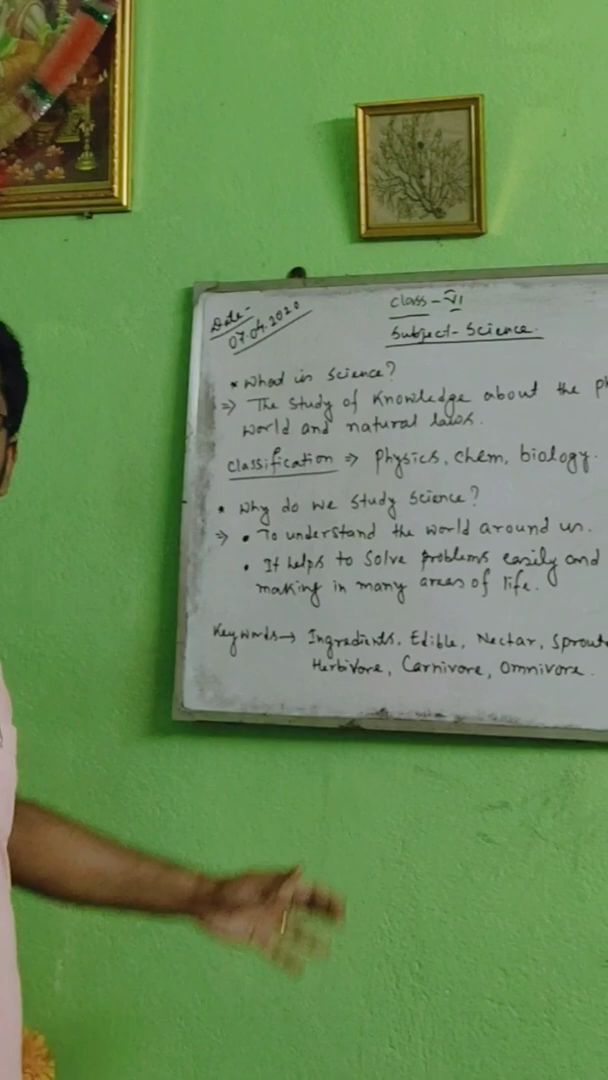 Date-
07.04.2020
Class - VI
Subject - Science.
* What is Science?
⇒ The study of Knowledge about the
world and natural laws.
Classification ⇒ Physics, chem, biology.
* Why do we study science?
⇒ • To understand the world around us.
• It helps to solve problems easily and
making in many areas of life.
Keywords → Ingredients, Edible, Nectar, Sprout
Herbivore, Carnivore, Omnivore.